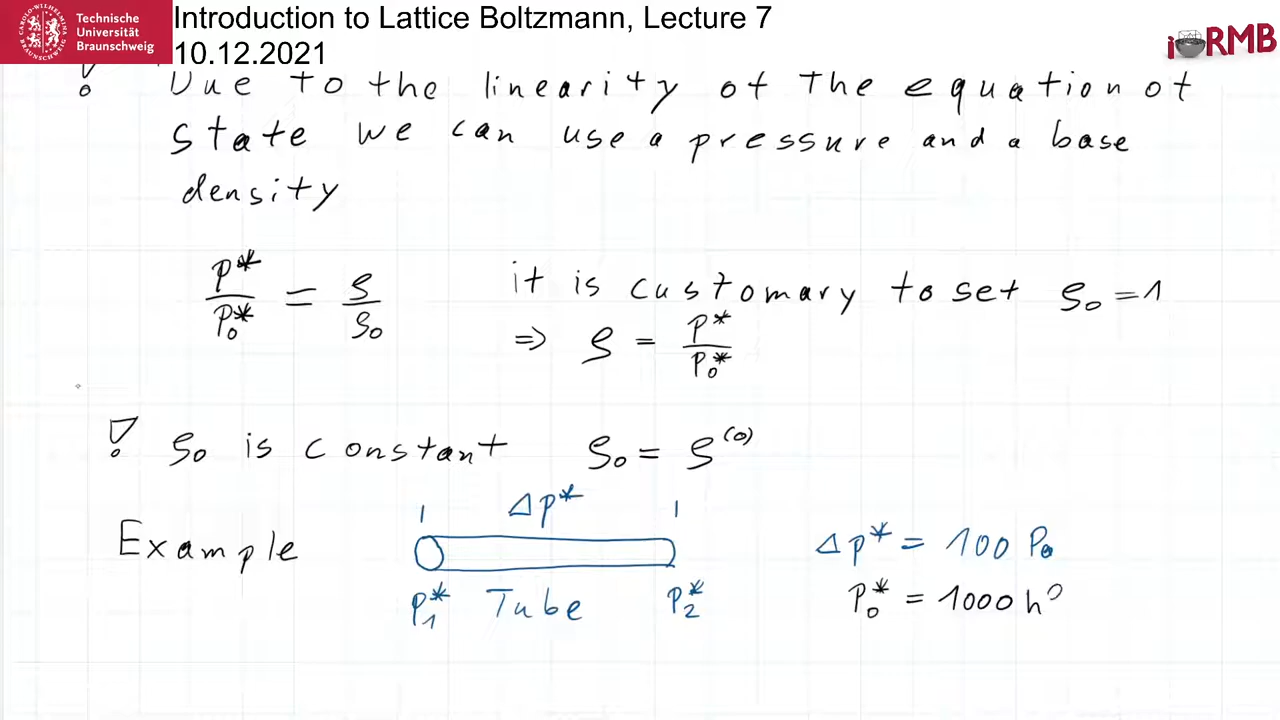 Technische
Universität
Braunschweig
Introduction to Lattice Boltzmann, Lecture 7
10.12.2021
iRMB
! Due to the linearity of the equation of
state we can use a pressure and a base
density
p*/p₀* = ρ/ρ₀ it is customary to set ρ₀ = 1
⇒ ρ = p*/p₀*
! ρ₀ is constant ρ₀ = ρ⁽⁰⁾
Δp*
Example
Δp* = 100 Pa
p₁* Tube p₂*
p₀* = 1000 h